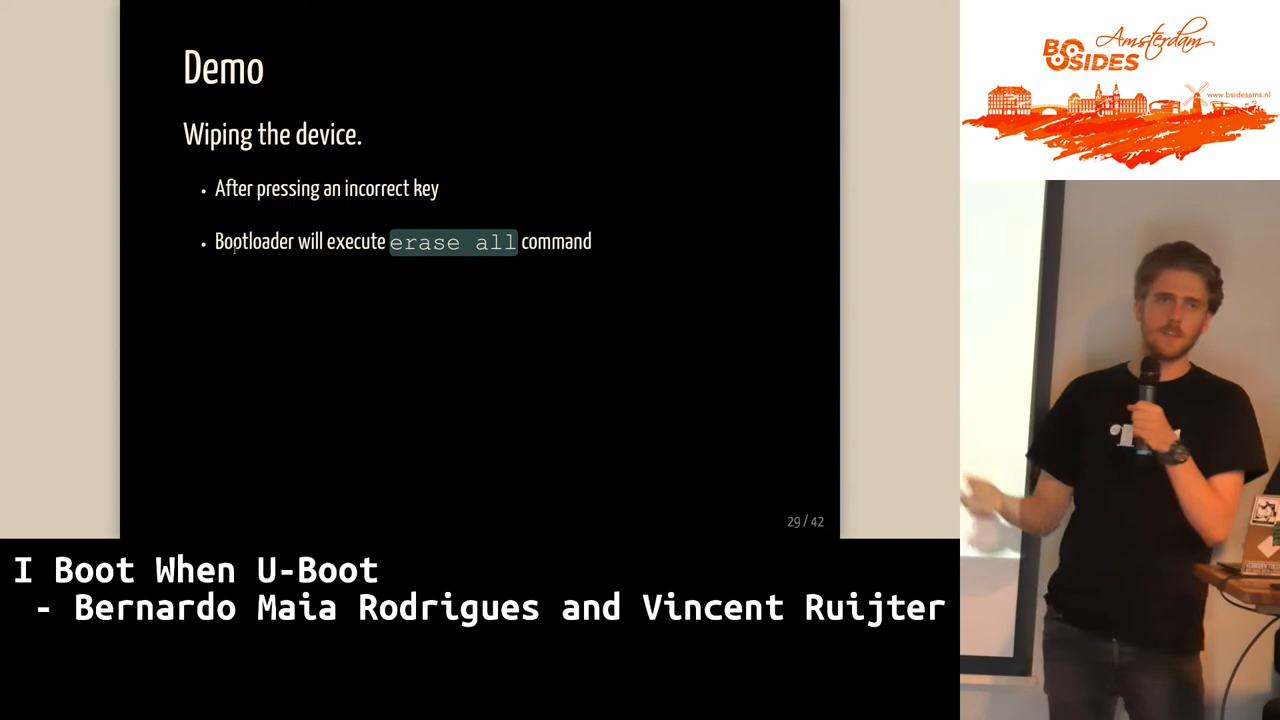 Demo
Wiping the device.
• After pressing an incorrect key
• Bootloader will execute erase all command
29 / 42
I Boot When U-Boot
- Bernardo Maia Rodrigues and Vincent Ruijter
Amsterdam
BSIDES
www.bsidesams.nl